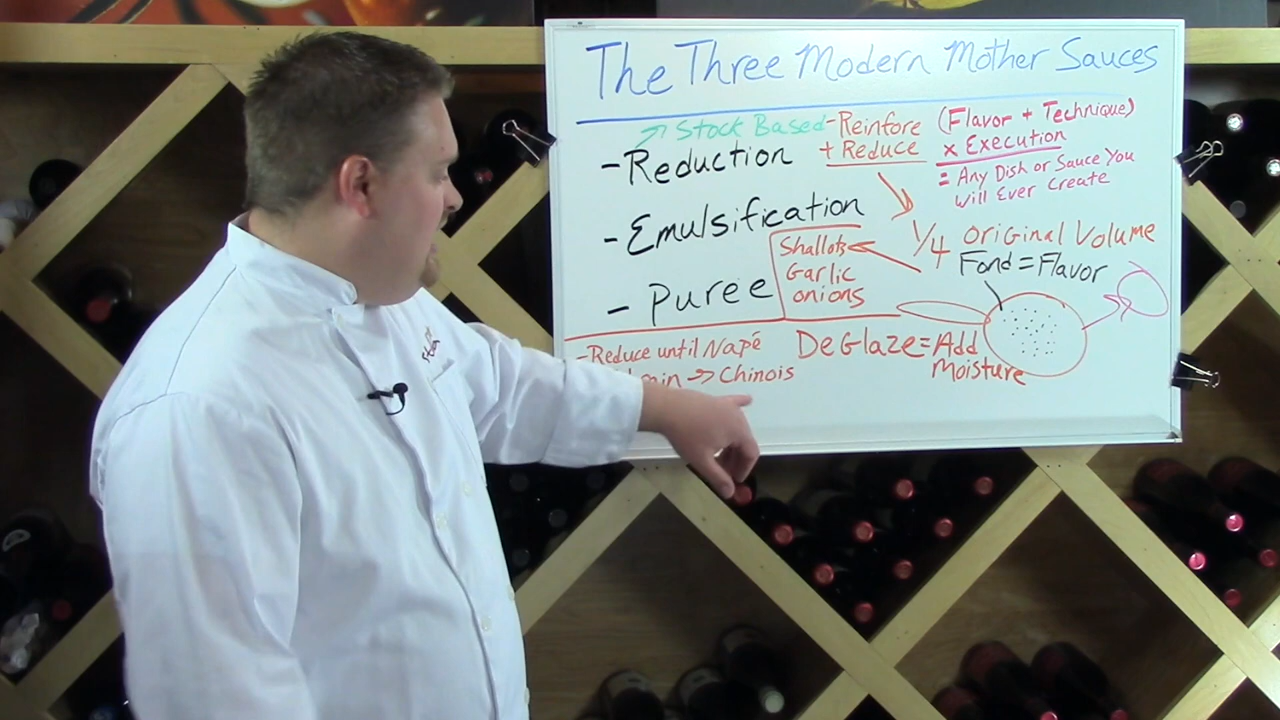 The Three Modern Mother Sauces
Stock Based
- Reinfore
+ Reduce
(Flavor + Technique)
x Execution
= Any Dish or Sauce You
Will Ever Create
- Reduction
- Emulsification
- Puree
Shallots
Garlic
onions
1/4 original Volume
Fond = Flavor
DeGlaze = Add
Moisture
- Reduce until Napé
→ Chinois